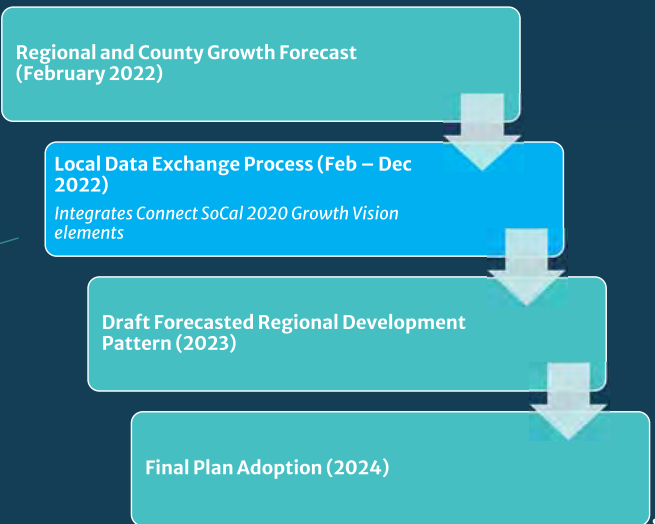 Regional and County Growth Forecast
(February 2022)
Local Data Exchange Process (Feb – Dec
2022)
Integrates Connect SoCal 2020 Growth Vision
elements
Draft Forecasted Regional Development
Pattern (2023)
Final Plan Adoption (2024)